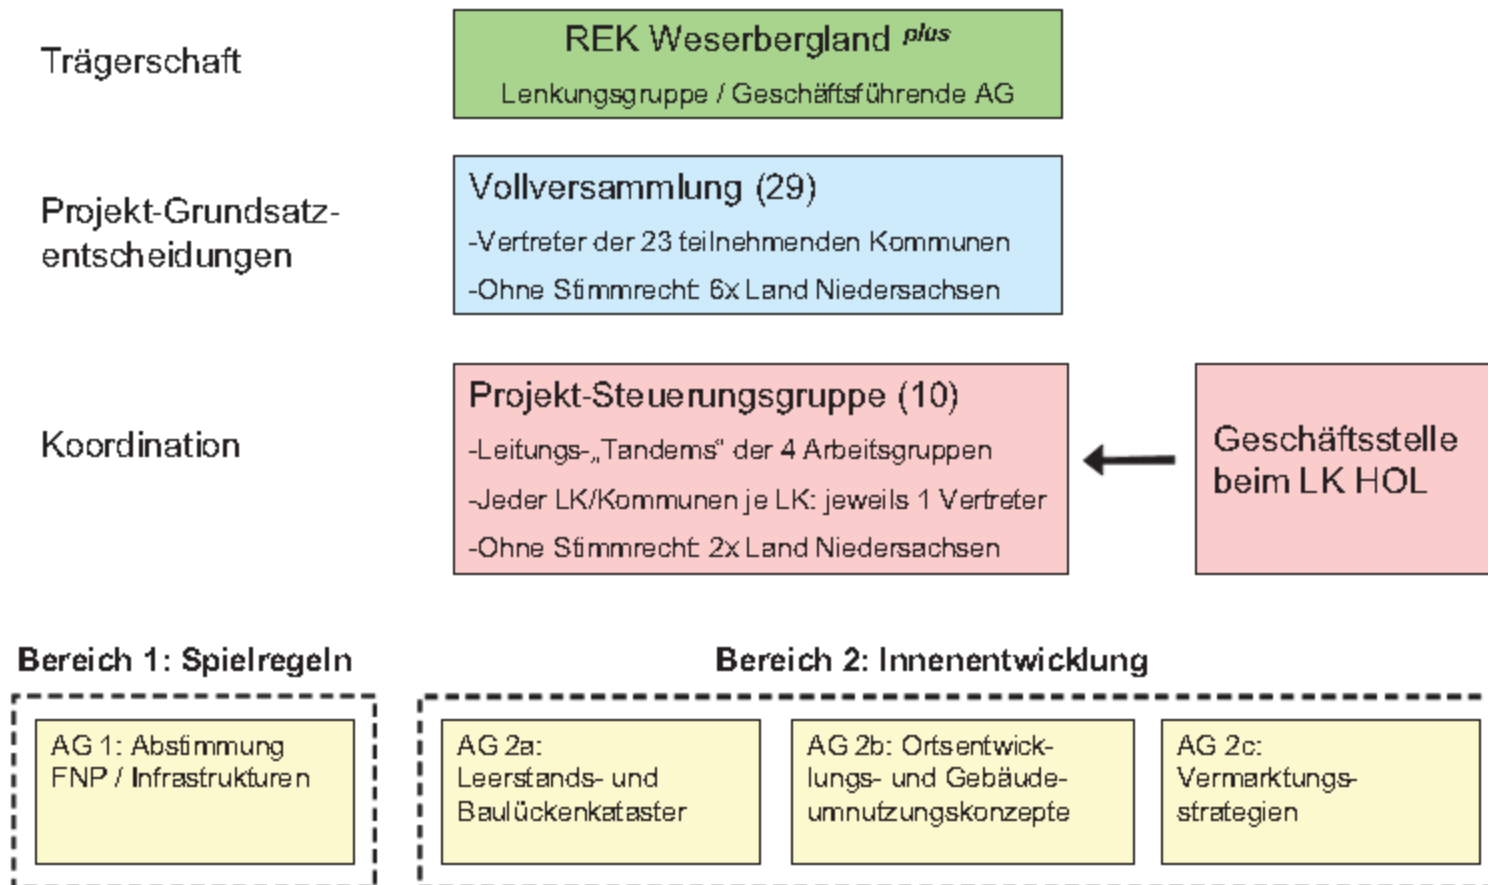 Trägerschaft
REK Weserbergland plus
Lenkungsgruppe / Geschäftsführende AG
Projekt-Grundsatz-
entscheidungen
Vollversammlung (29)
-Vertreter der 23 teilnehmenden Kommunen
-Ohne Stimmrecht: 6x Land Niedersachsen
Koordination
Projekt-Steuerungsgruppe (10)
-Leitungs-„Tandems“ der 4 Arbeitsgruppen
-Jeder LK/Kommunen je LK: jeweils 1 Vertreter
-Ohne Stimmrecht: 2x Land Niedersachsen
Geschäftsstelle
beim LK HOL
Bereich 1: Spielregeln
AG 1: Abstimmung
FNP / Infrastrukturen
Bereich 2: Innenentwicklung
AG 2a:
Leerstands- und
Baulückenkataster
AG 2b: Ortsentwick-
lungs- und Gebäude-
umnutzungskonzepte
AG 2c:
Vermarktungs-
strategien